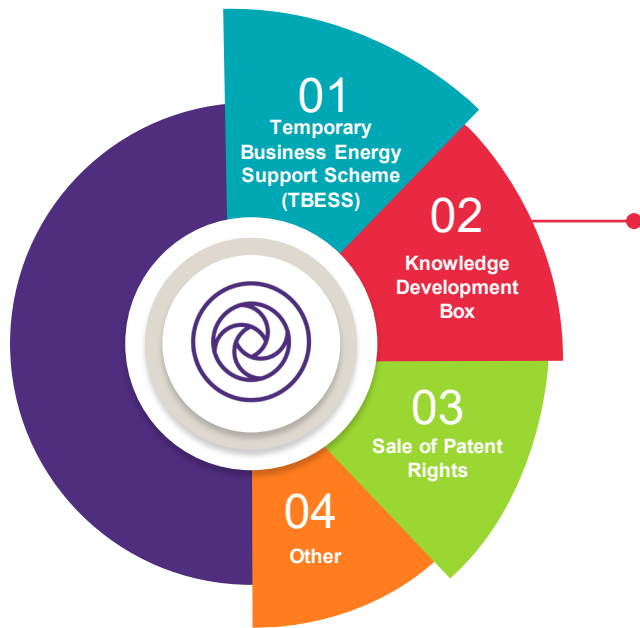 01
Temporary
Business Energy
Support Scheme
(TBESS)
02
Knowledge
Development
Box
03
Sale of Patent
Rights
04
Other